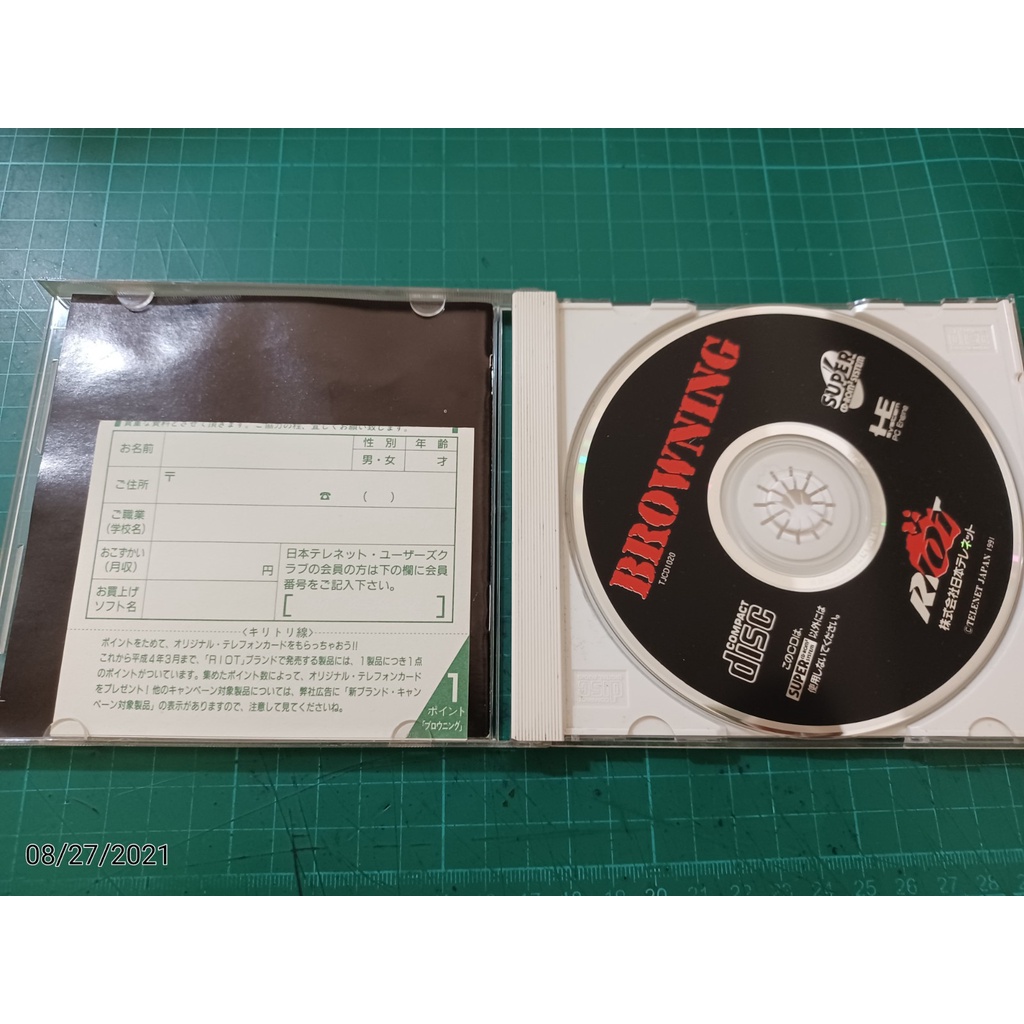 お名前
性別
年齢
男・女
才
ご住所
〒
☎ ( )
ご職業
(学校名)
おこずかい
(月収)
円
お買上げ
ソフト名
日本テレネット・ユーザーズク
ラブの会員の方は下の欄に会員
番号をご記入下さい。
[ ]
〈キリトリ線〉
ポイントをためて、オリジナル・テレフォンカードをもらっちゃおう!!
これから平成4年3月まで、「RIOT」ブランドで発売する製品には、1製品につき1点
のポイントがついています。集めたポイント数によって、オリジナル・テレフォンカード
をプレゼント!他のキャンペーン対象製品については、弊社広告に「新ブランド・キャン
ペーン対象製品」の表示がありますので、注意して見てくださいね。
1
ポイント
「ブロウニング」
BROWNING
TJCD1020
SUPER
CD-ROM² SYSTEM
HE
SYSTEM
PC Engine
RIOT
株式会社日本テレネット
©TELENET JAPAN 1991
COMPACT
disc
このCDは、
SUPER 以外には
使用しないでください。
08/27/2021
25 26 27 28